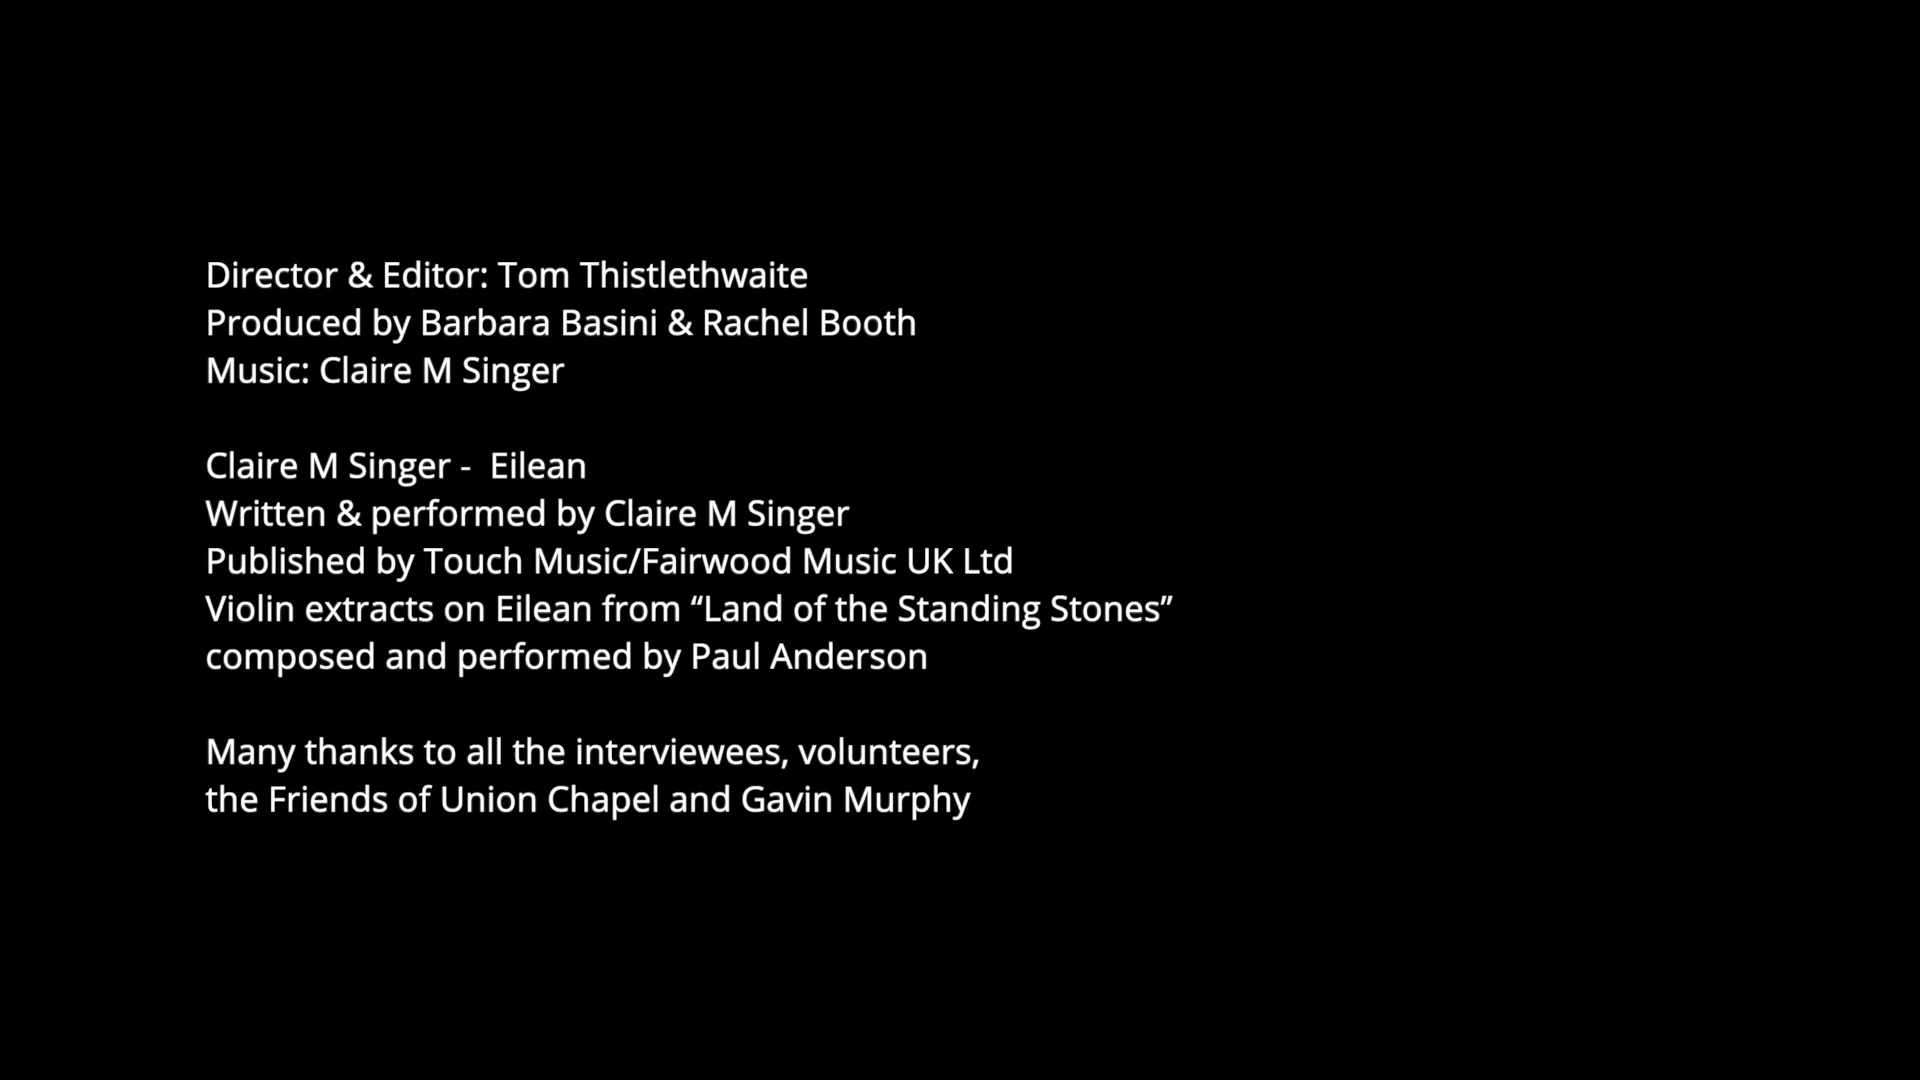 Director & Editor: Tom Thistlethwaite
Produced by Barbara Basini & Rachel Booth
Music: Claire M Singer
Claire M Singer -  Eilean
Written & performed by Claire M Singer
Published by Touch Music/Fairwood Music UK Ltd
Violin extracts on Eilean from “Land of the Standing Stones”
composed and performed by Paul Anderson
Many thanks to all the interviewees, volunteers,
the Friends of Union Chapel and Gavin Murphy